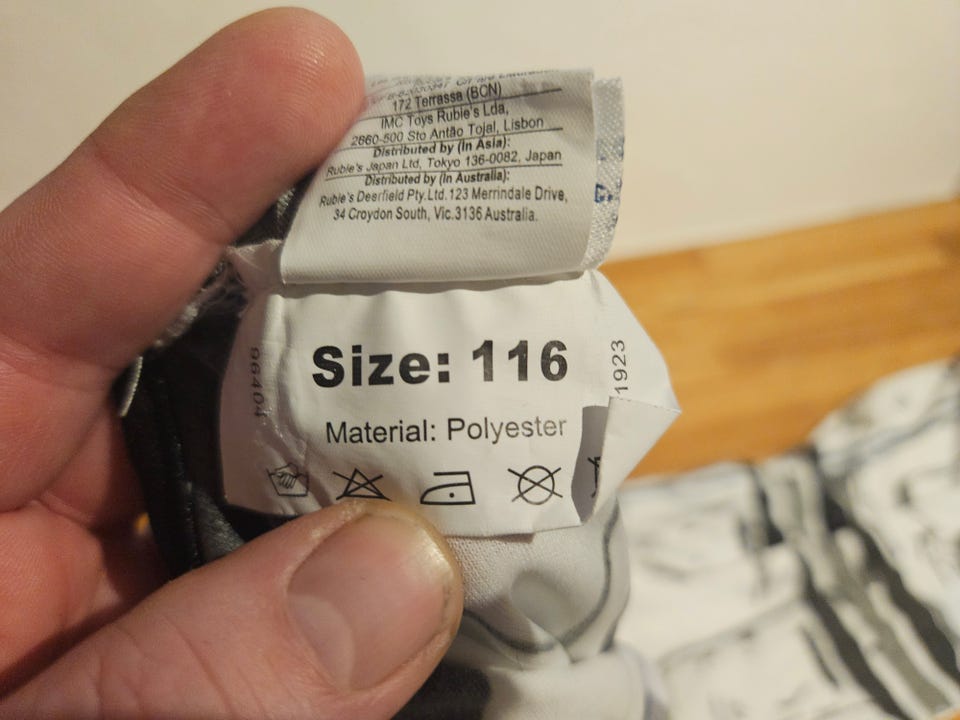 172 Terrassa (BCN)
IMC Toys Rubie's Lda,
2660-500 Sto Antão Tojal, Lisbon
Distributed by (In Asia):
Rubie's Japan Ltd, Tokyo 136-0082, Japan
Distributed by (In Australia):
Rubie's Deerfield Pty.Ltd.123 Merrindale Drive,
34 Croydon South, Vic.3136 Australia.
Size: 116
Material: Polyester
96404
1923